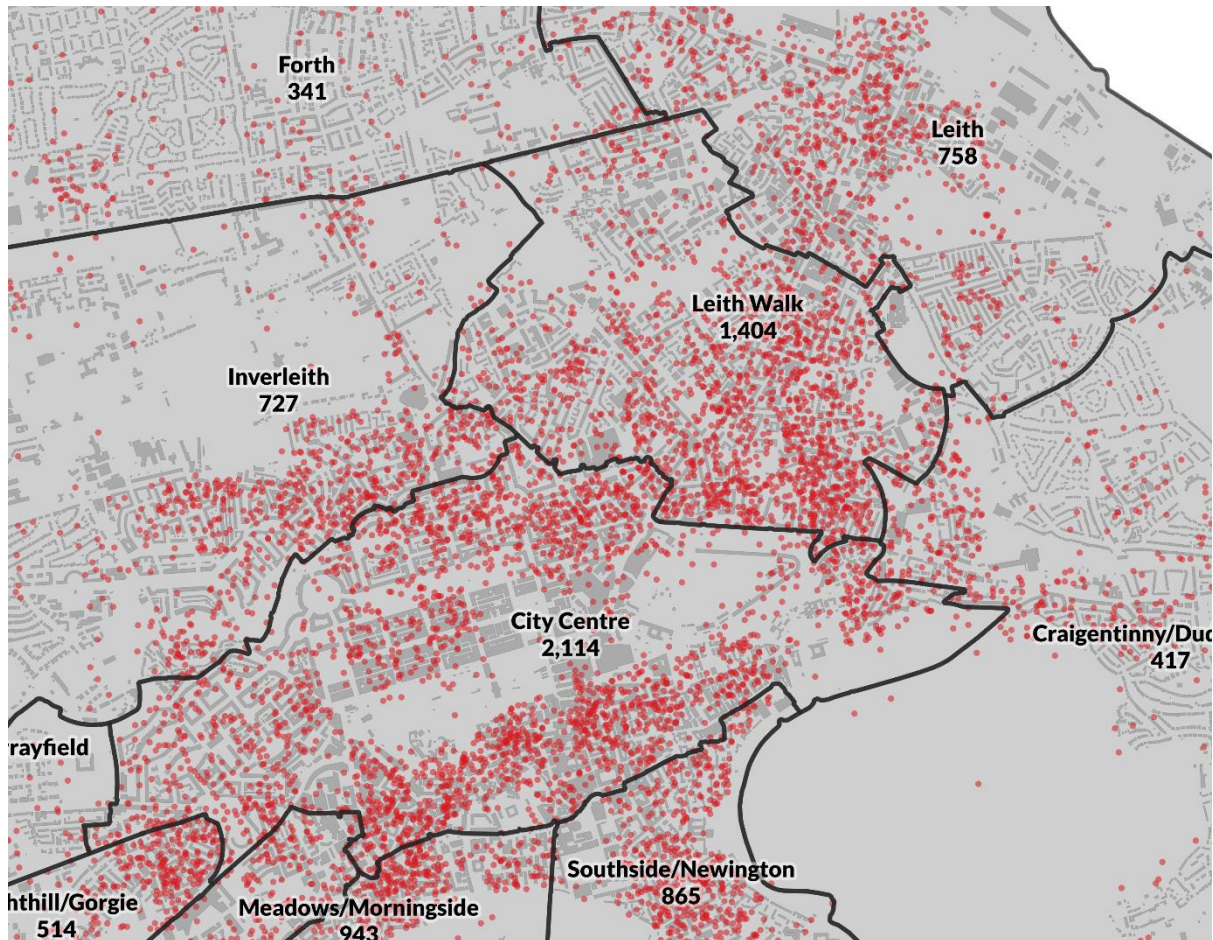 Forth
341
Leith
758
Leith Walk
1,404
Inverleith
727
City Centre
2,114
Craigentinny/Dud
417
rrayfield
Southside/Newington
865
hthill/Gorgie
514
Meadows/Morningside
943